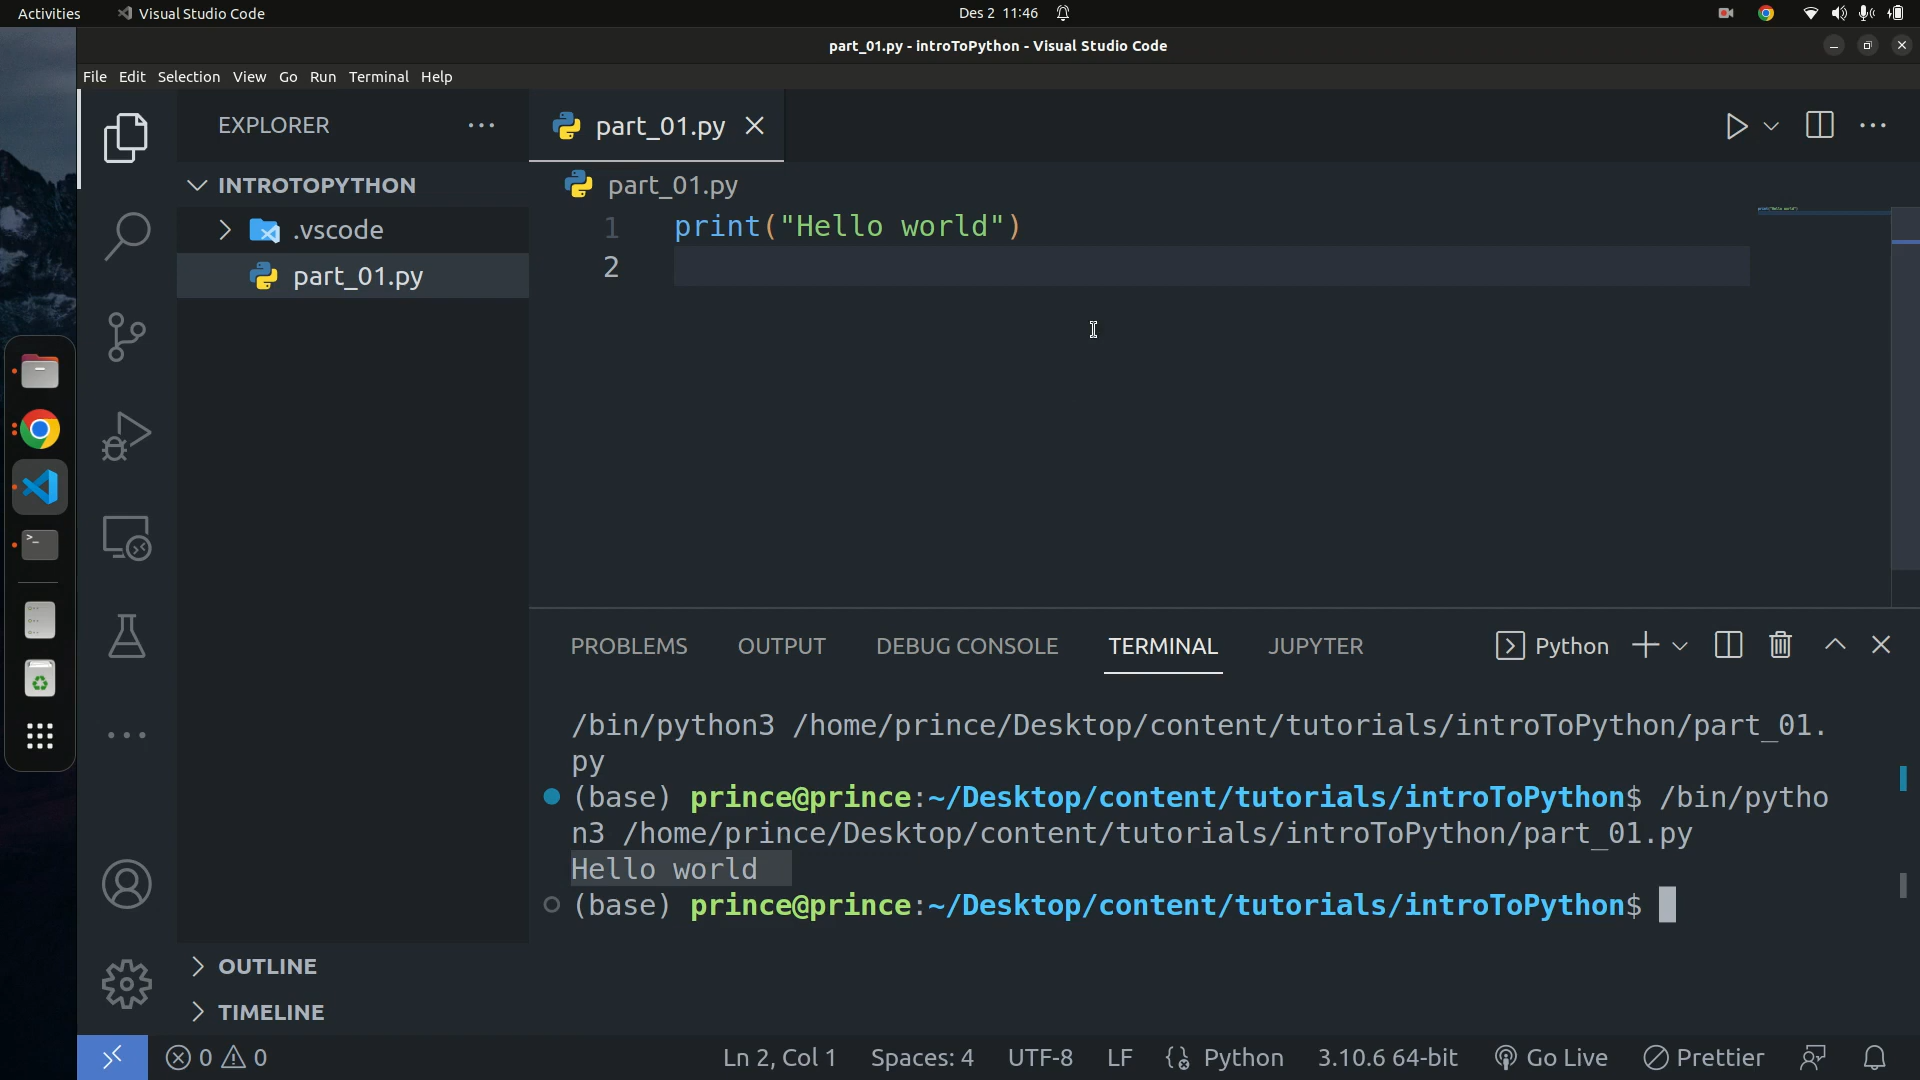 Activities
Visual Studio Code
Des 2 11:46
part_01.py - introToPython - Visual Studio Code
File Edit Selection View Go Run Terminal Help
EXPLORER
part_01.py
INTROTOPYTHON
.vscode
part_01.py
part_01.py
1 print("Hello world")
2
PROBLEMS OUTPUT DEBUG CONSOLE TERMINAL JUPYTER
Python
/bin/python3 /home/prince/Desktop/content/tutorials/introToPython/part_01.
py
(base) prince@prince:~/Desktop/content/tutorials/introToPython$ /bin/pytho
n3 /home/prince/Desktop/content/tutorials/introToPython/part_01.py
Hello world
(base) prince@prince:~/Desktop/content/tutorials/introToPython$
OUTLINE
TIMELINE
0 0
Ln 2, Col 1 Spaces: 4 UTF-8 LF Python 3.10.6 64-bit Go Live Prettier